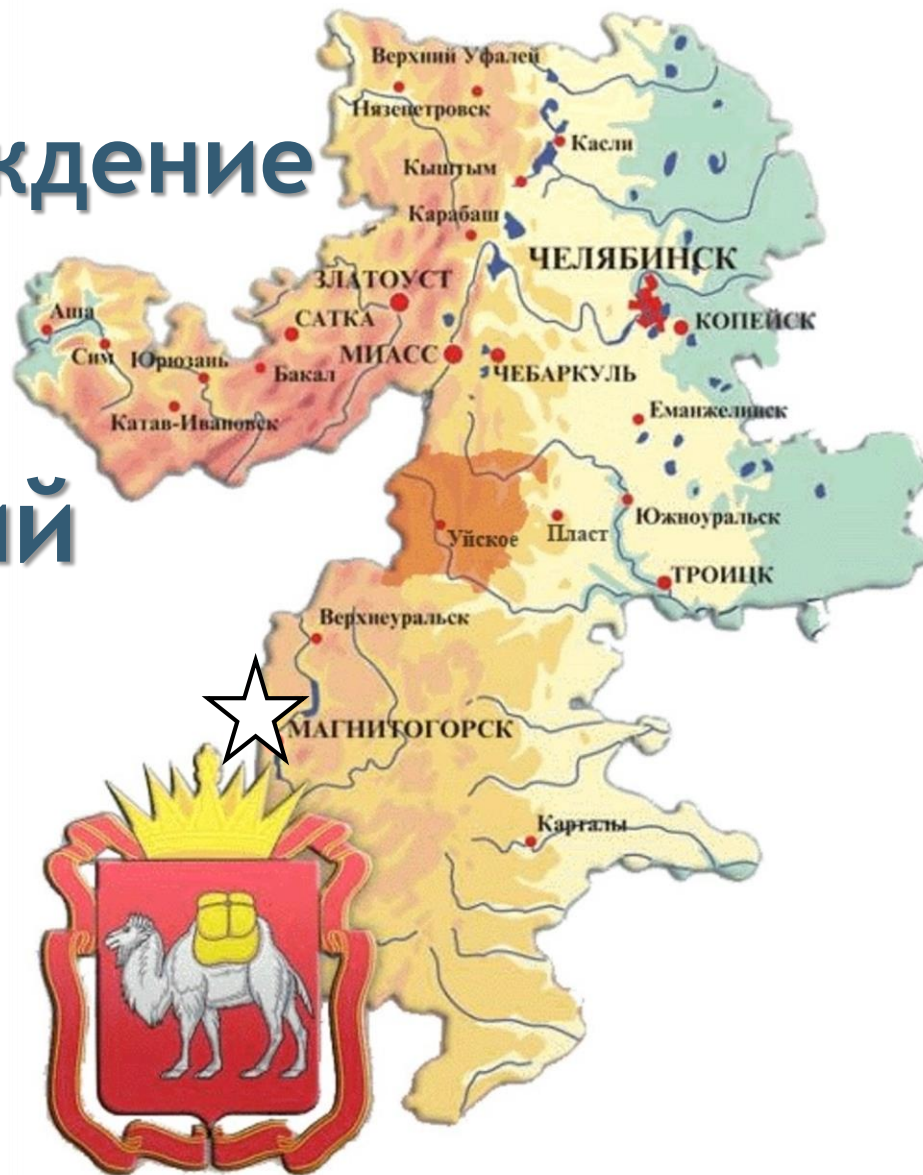 Верхний Уфалей
Нязепетровск
ждение
Касли
Кыштым
Карабаш
ЧЕЛЯБИНСК
ЗЛАТОУСТ
Аша
САТКА
КОПЕЙСК
Сим
Юрюзань
МИАСС
Бакал
ЧЕБАРКУЛЬ
Катав-Ивановск
Еманжелинск
ий
Южноуральск
Уйское
Пласт
ТРОИЦК
Верхнеуральск
МАГНИТОГОРСК
Карталы